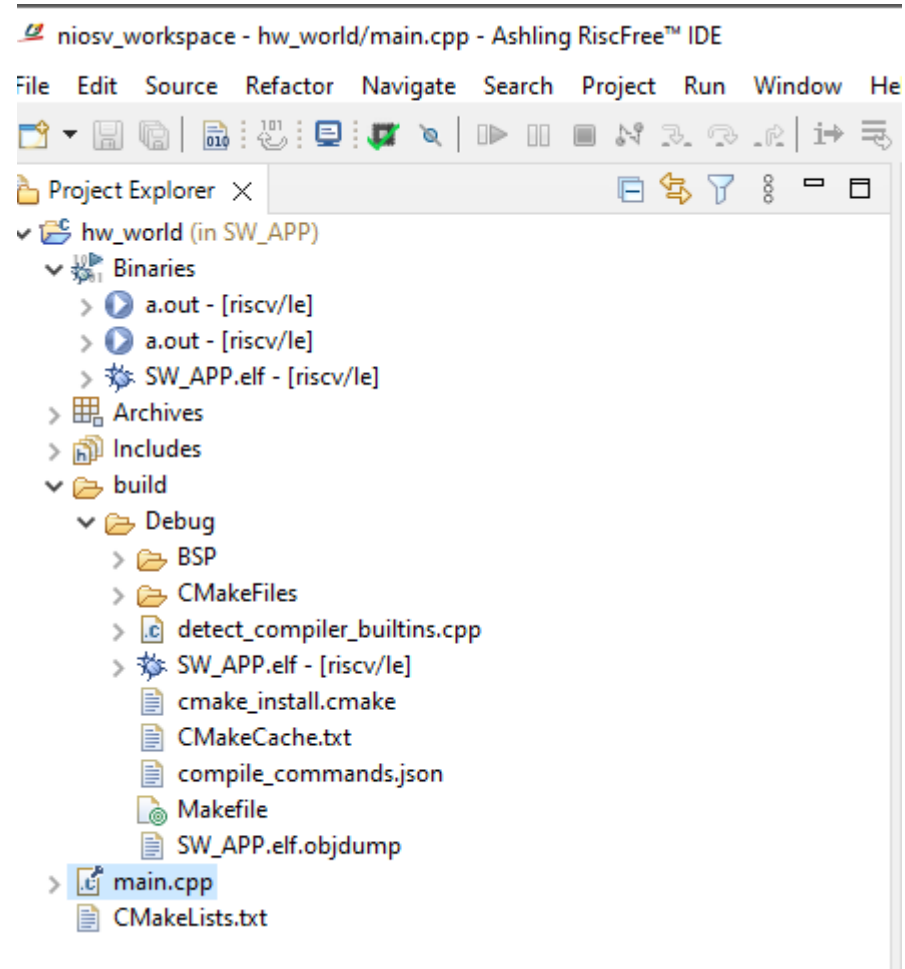 niosv_workspace - hw_world/main.cpp - Ashling RiscFree™ IDE
File Edit Source Refactor Navigate Search Project Run Window He
Project Explorer
hw_world (in SW_APP)
Binaries
a.out - [riscv/le]
a.out - [riscv/le]
SW_APP.elf - [riscv/le]
Archives
Includes
build
Debug
BSP
CMakeFiles
detect_compiler_builtins.cpp
SW_APP.elf - [riscv/le]
cmake_install.cmake
CMakeCache.txt
compile_commands.json
Makefile
SW_APP.elf.objdump
main.cpp
CMakeLists.txt